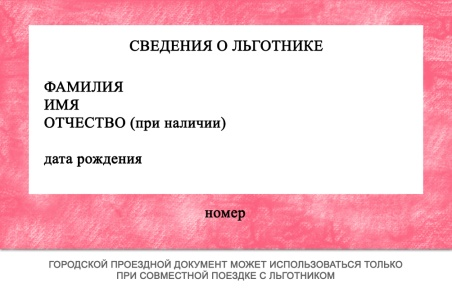 СВЕДЕНИЯ О ЛЬГОТНИКЕ
ФАМИЛИЯ
ИМЯ
ОТЧЕСТВО (при наличии)
дата рождения
номер
ГОРОДСКОЙ ПРОЕЗДНОЙ ДОКУМЕНТ МОЖЕТ ИСПОЛЬЗОВАТЬСЯ ТОЛЬКО
ПРИ СОВМЕСТНОЙ ПОЕЗДКЕ С ЛЬГОТНИКОМ